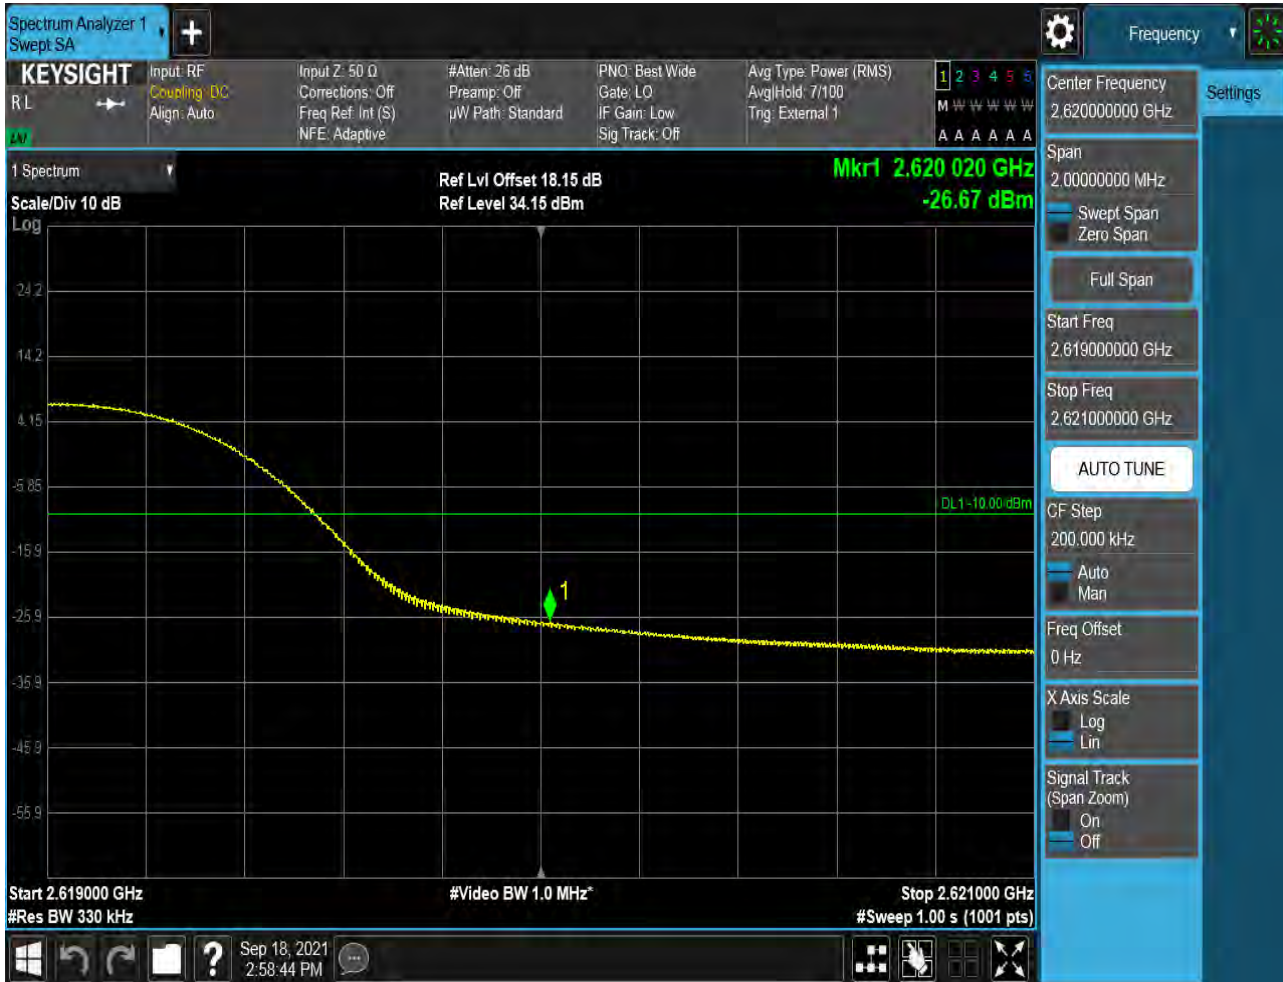 Spectrum Analyzer 1
Swept SA
Frequency
KEYSIGHT
R L
Input: RF
Coupling: DC
Align: Auto
Input Z: 50 Ω
Corrections: Off
Freq Ref: Int (S)
NFE: Adaptive
#Atten: 26 dB
Preamp: Off
µW Path: Standard
PNO: Best Wide
Gate: LO
IF Gain: Low
Sig Track: Off
Avg Type: Power (RMS)
Avg|Hold: 7/100
Trig: External 1
1 2 3 4 5 6
M W W W W W
A A A A A A
1 Spectrum
Scale/Div 10 dB
Log
Ref Lvl Offset 18.15 dB
Ref Level 34.15 dBm
Mkr1 2.620 020 GHz
-26.67 dBm
24.2
14.2
4.15
-5.85
-15.9
-25.9
-35.9
-45.9
-55.9
DL1 -10.00 dBm
1
Start 2.619000 GHz
#Res BW 330 kHz
#Video BW 1.0 MHz*
Stop 2.621000 GHz
#Sweep 1.00 s (1001 pts)
Center Frequency
2.620000000 GHz
Settings
Span
2.00000000 MHz
Swept Span
Zero Span
Full Span
Start Freq
2.619000000 GHz
Stop Freq
2.621000000 GHz
AUTO TUNE
CF Step
200.000 kHz
Auto
Man
Freq Offset
0 Hz
X Axis Scale
Log
Lin
Signal Track
(Span Zoom)
On
Off
?
Sep 18, 2021
2:58:44 PM